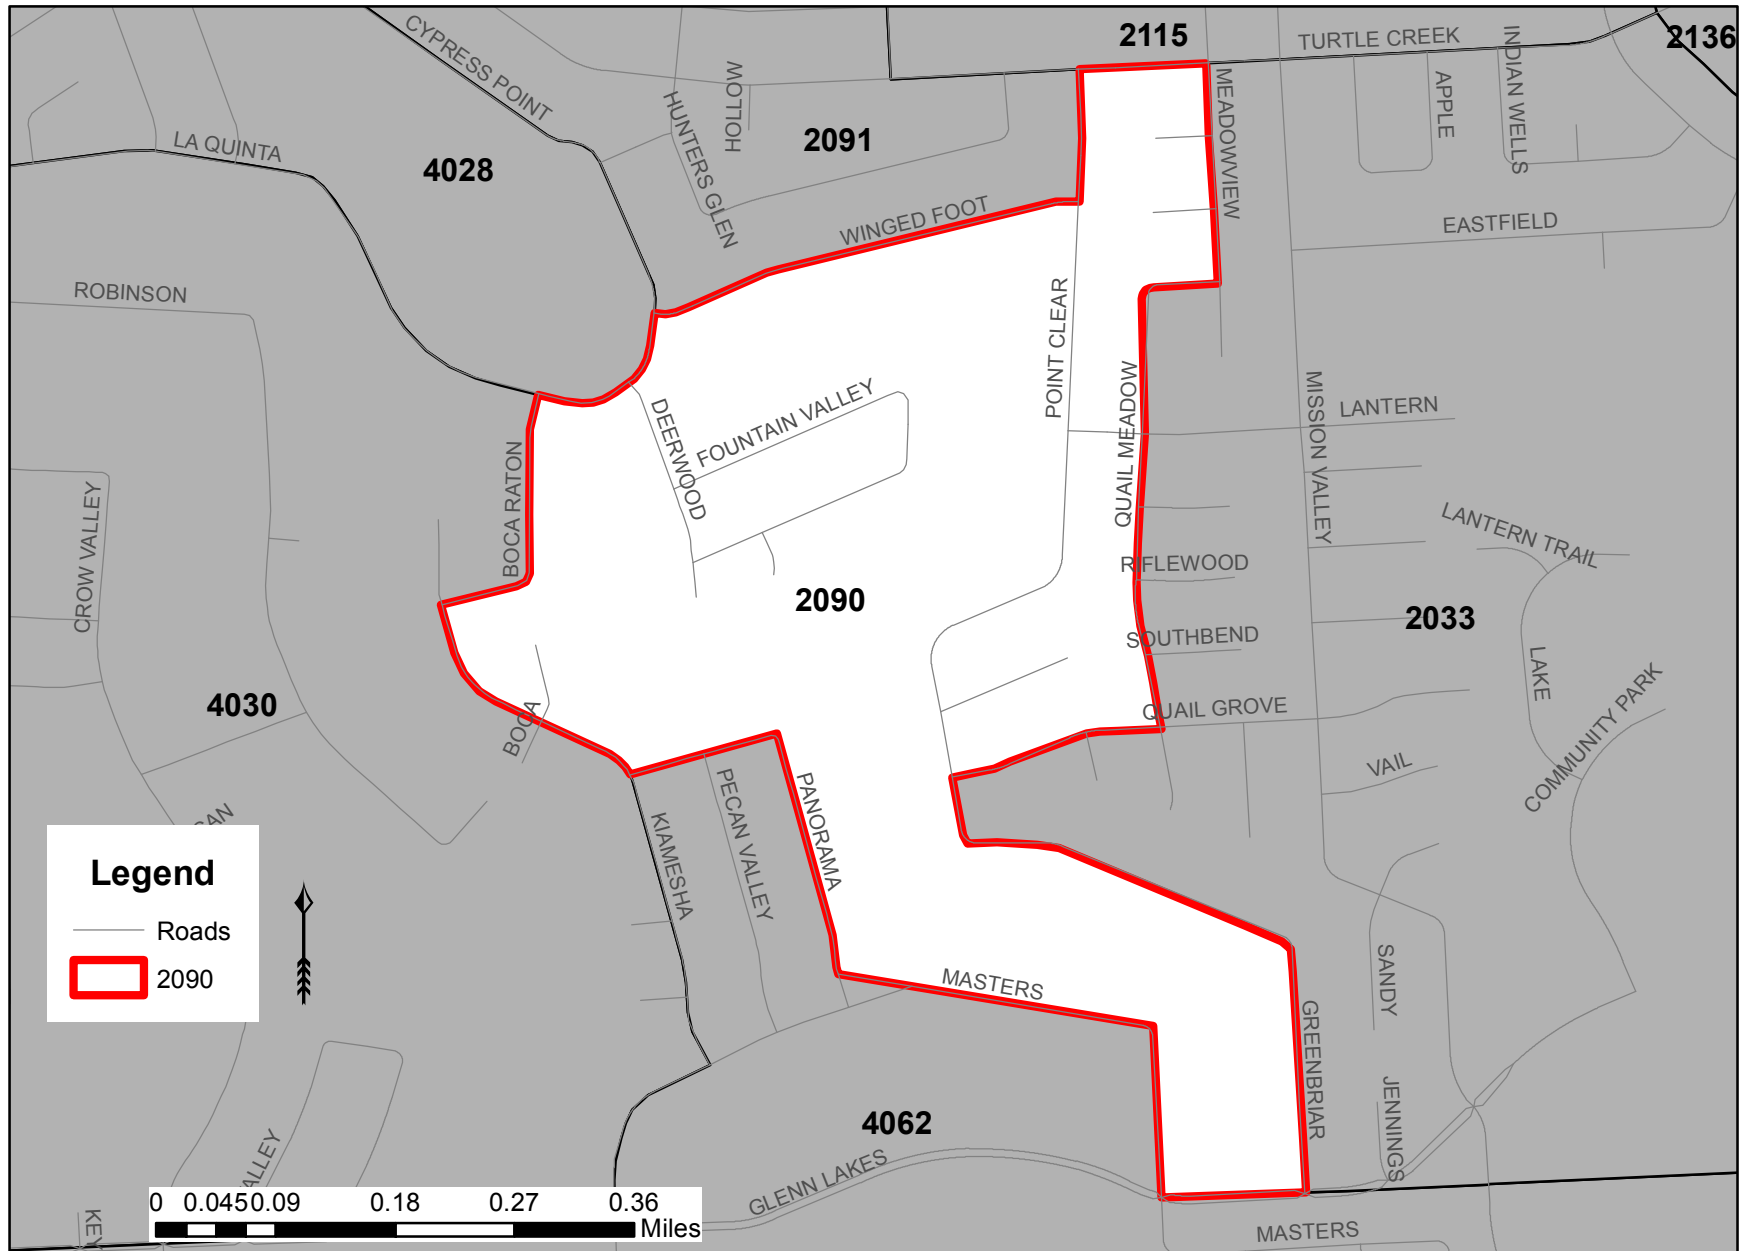 2115
TURTLE CREEK
INDIAN WELLS
2136
CYPRESS POINT
HOLLOW
HUNTERS GLEN
2091
MEADOWVIEW
APPLE
LA QUINTA
4028
WINGED FOOT
EASTFIELD
ROBINSON
POINT CLEAR
QUAIL MEADOW
MISSION VALLEY
LANTERN
FOUNTAIN VALLEY
DEERWOOD
BOCA RATON
CROW VALLEY
LANTERN TRAIL
RIFLEWOOD
2090
2033
SOUTHBEND
LAKE
COMMUNITY PARK
4030
BOCA
QUAIL GROVE
VAIL
PECAN VALLEY
PANORAMA
KIAMESHA
Legend
Roads
2090
MASTERS
SANDY
GREENBRIAR
JENNINGS
4062
ALLEY
GLENN LAKES
KEY
0 0.045 0.09 0.18 0.27 0.36
Miles
MASTERS